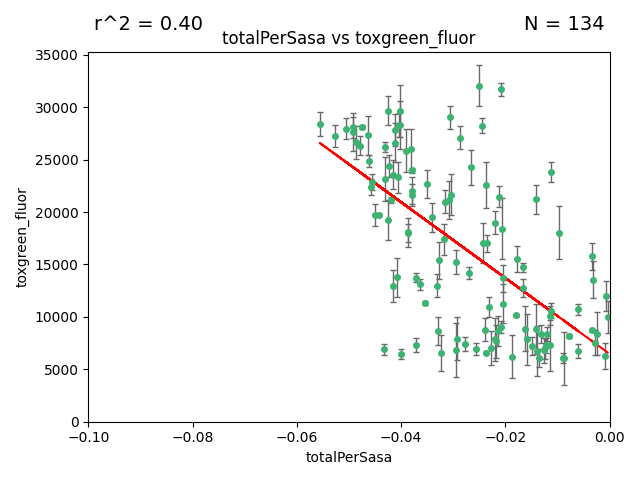 r^2 = 0.40
N = 134
totalPerSasa vs toxgreen_fluor
35000
30000
25000
20000
15000
10000
5000
0
toxgreen_fluor
−0.10
−0.08
−0.06
−0.04
−0.02
0.00
totalPerSasa